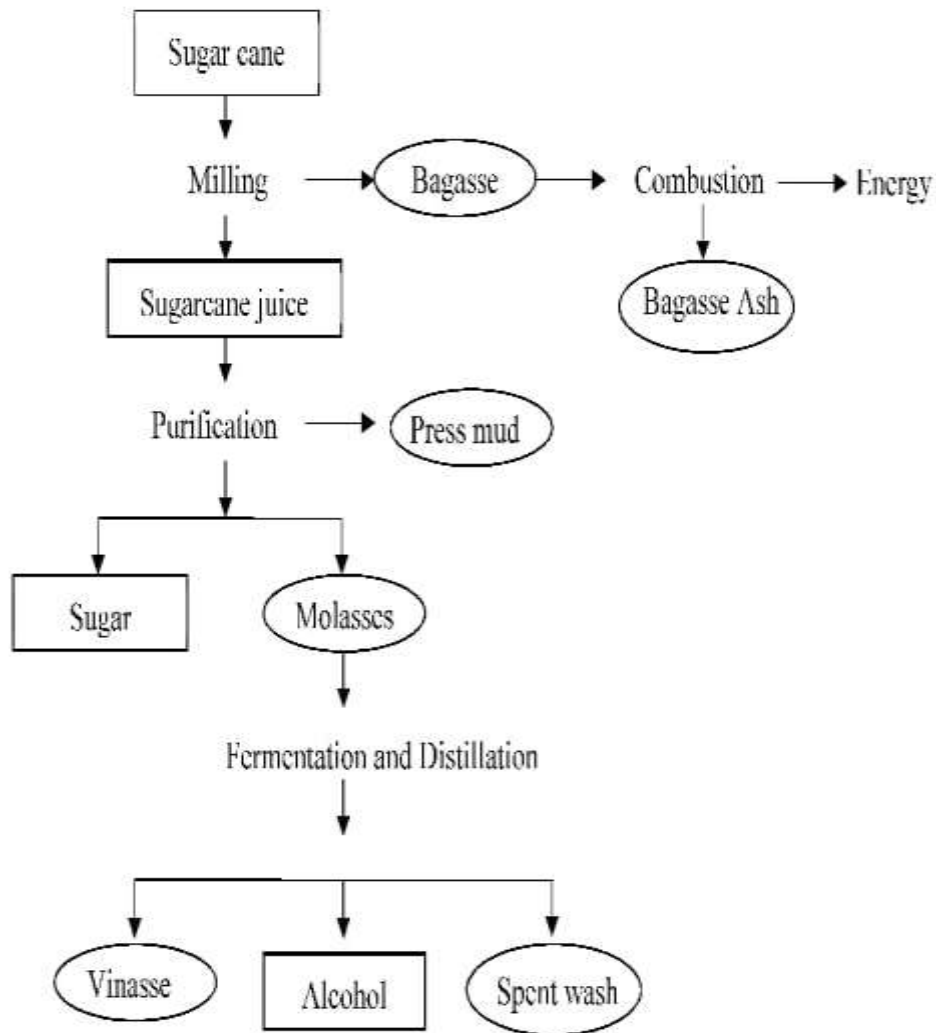 Sugar cane
Milling
Bagasse
Combustion
Energy
Sugarcane juice
Bagasse Ash
Purification
Press mud
Sugar
Molasses
Fermentation and Distillation
Vinasse
Alcohol
Spent wash